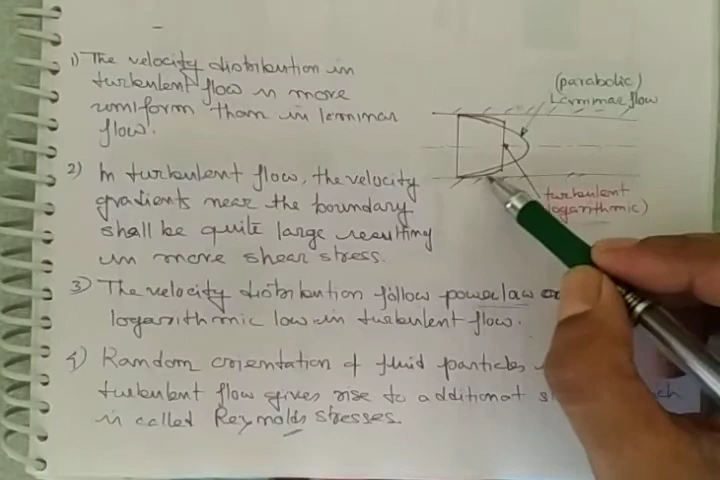 1) The velocity distribution in
turbulent flow is more
uniform than in laminar
flow.
(parabolic)
Laminar flow
turbulent
logarithmic)
2) In turbulent flow, the velocity
gradients near the boundary
shall be quite large resulting
in more shear stress.
3) The velocity distribution follow power law or
logarithmic law in turbulent flow.
4) Random orientation of fluid particles
turbulent flow gives rise to additional
is called Reynolds stresses.